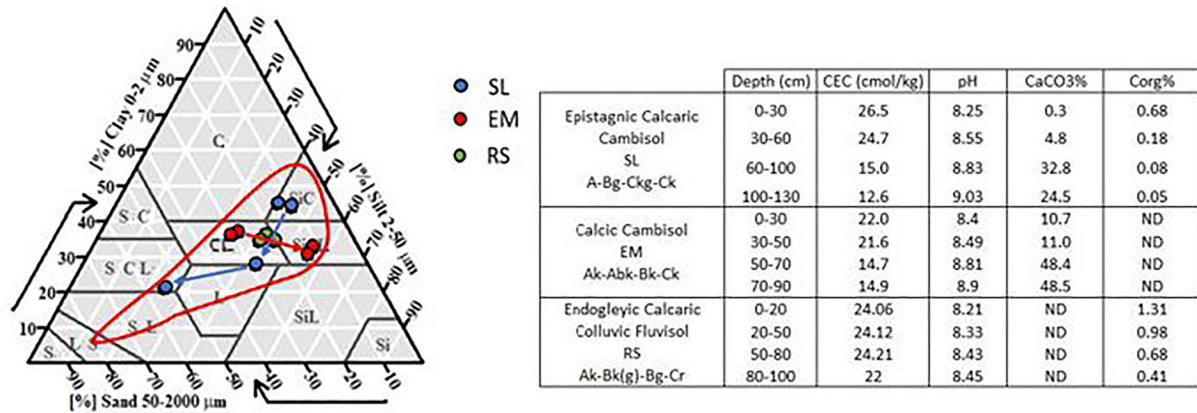 90
80
70
60
50
40
30
20
10
10
20
30
40
50
60
70
80
90
90
80
70
60
50
40
30
20
10
[%] Clay 0-2 µm
[%] Silt 2-50 µm
[%] Sand 50-2000 µm
C
SiC
S C
CL
S C L
L
S L
SiL
Si
L S
S
SL
EM
RS
Depth (cm) CEC (cmol/kg) pH CaCO3% Corg%
Epistagnic Calcaric
Cambisol
SL
A-Bg-Ckg-Ck
0-30 26.5 8.25 0.3 0.68
30-60 24.7 8.55 4.8 0.18
60-100 15.0 8.83 32.8 0.08
100-130 12.6 9.03 24.5 0.05
Calcic Cambisol
EM
Ak-Abk-Bk-Ck
0-30 22.0 8.4 10.7 ND
30-50 21.6 8.49 11.0 ND
50-70 14.7 8.81 48.4 ND
70-90 14.9 8.9 48.5 ND
Endogleyic Calcaric
Colluvic Fluvisol
RS
Ak-Bk(g)-Bg-Cr
0-20 24.06 8.21 ND 1.31
20-50 24.12 8.33 ND 0.98
50-80 24.21 8.43 ND 0.68
80-100 22 8.45 ND 0.41